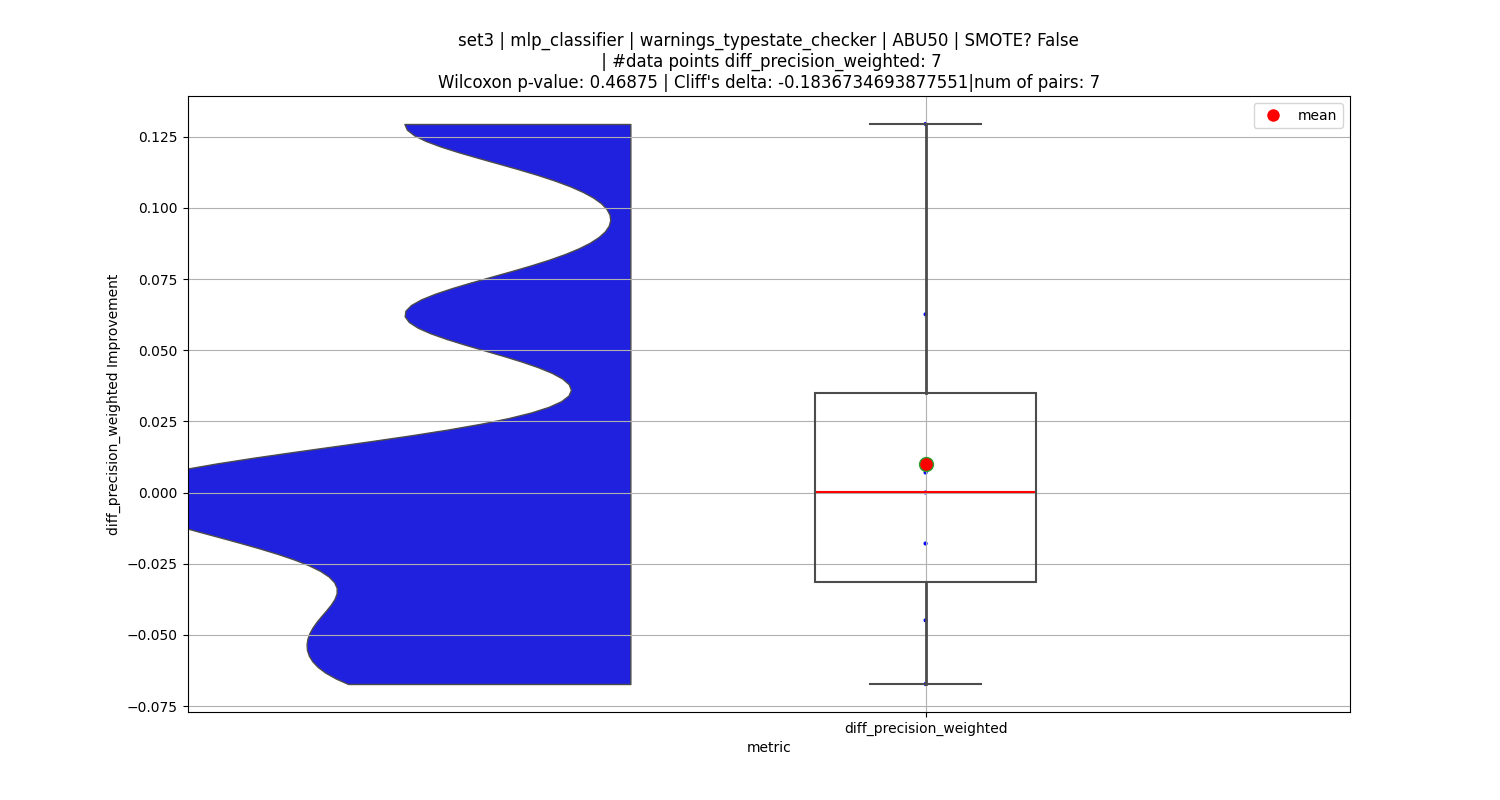 set3 | mlp_classifier | warnings_typestate_checker | ABU50 | SMOTE? False
| #data points diff_precision_weighted: 7
Wilcoxon p-value: 0.46875 | Cliff's delta: -0.1836734693877551|num of pairs: 7
mean
0.125
0.100
0.075
0.050
0.025
0.000
−0.025
−0.050
−0.075
diff_precision_weighted Improvement
diff_precision_weighted
metric